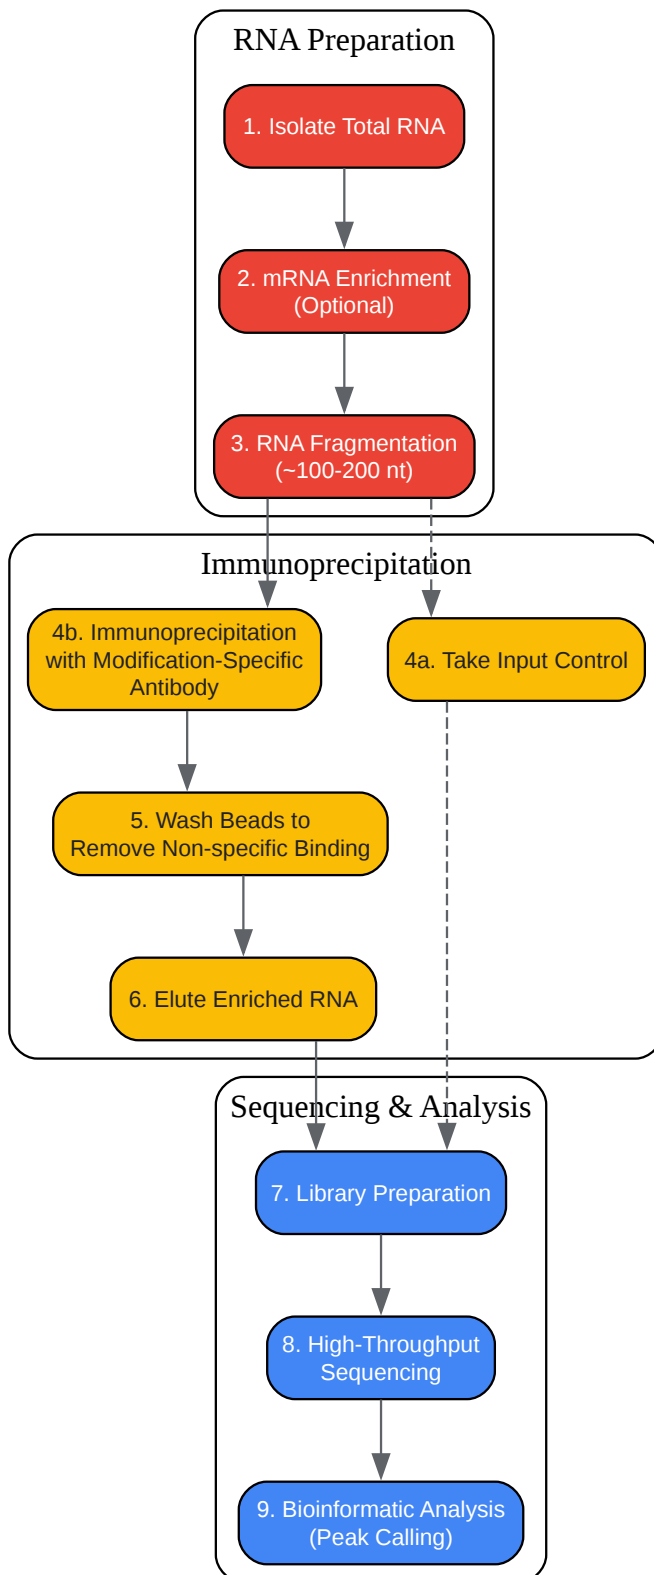 RNA Preparation
1. Isolate Total RNA
2. mRNA Enrichment
(Optional)
3. RNA Fragmentation
(~100-200 nt)
Immunoprecipitation
4b. Immunoprecipitation
with Modification-Specific
Antibody
4a. Take Input Control
5. Wash Beads to
Remove Non-specific Binding
6. Elute Enriched RNA
Sequencing & Analysis
7. Library Preparation
8. High-Throughput
Sequencing
9. Bioinformatic Analysis
(Peak Calling)